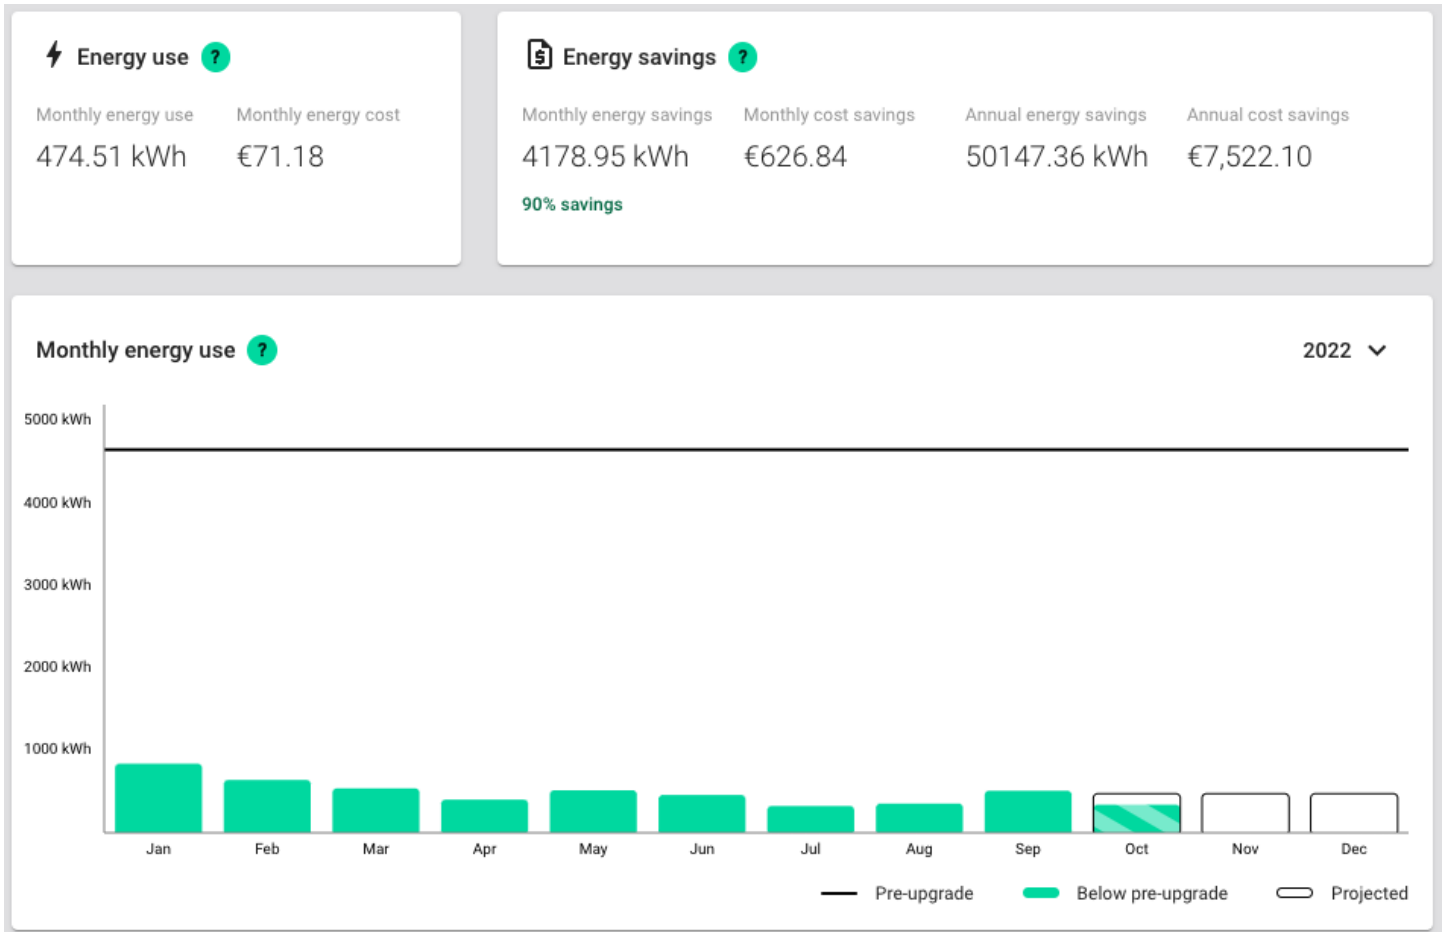 Energy use ?
Monthly energy use Monthly energy cost
474.51 kWh €71.18
Energy savings ?
Monthly energy savings Monthly cost savings Annual energy savings Annual cost savings
4178.95 kWh €626.84 50147.36 kWh €7,522.10
90% savings
Monthly energy use ?
2022
5000 kWh
4000 kWh
3000 kWh
2000 kWh
1000 kWh
Jan Feb Mar Apr May Jun Jul Aug Sep Oct Nov Dec
Pre-upgrade Below pre-upgrade Projected